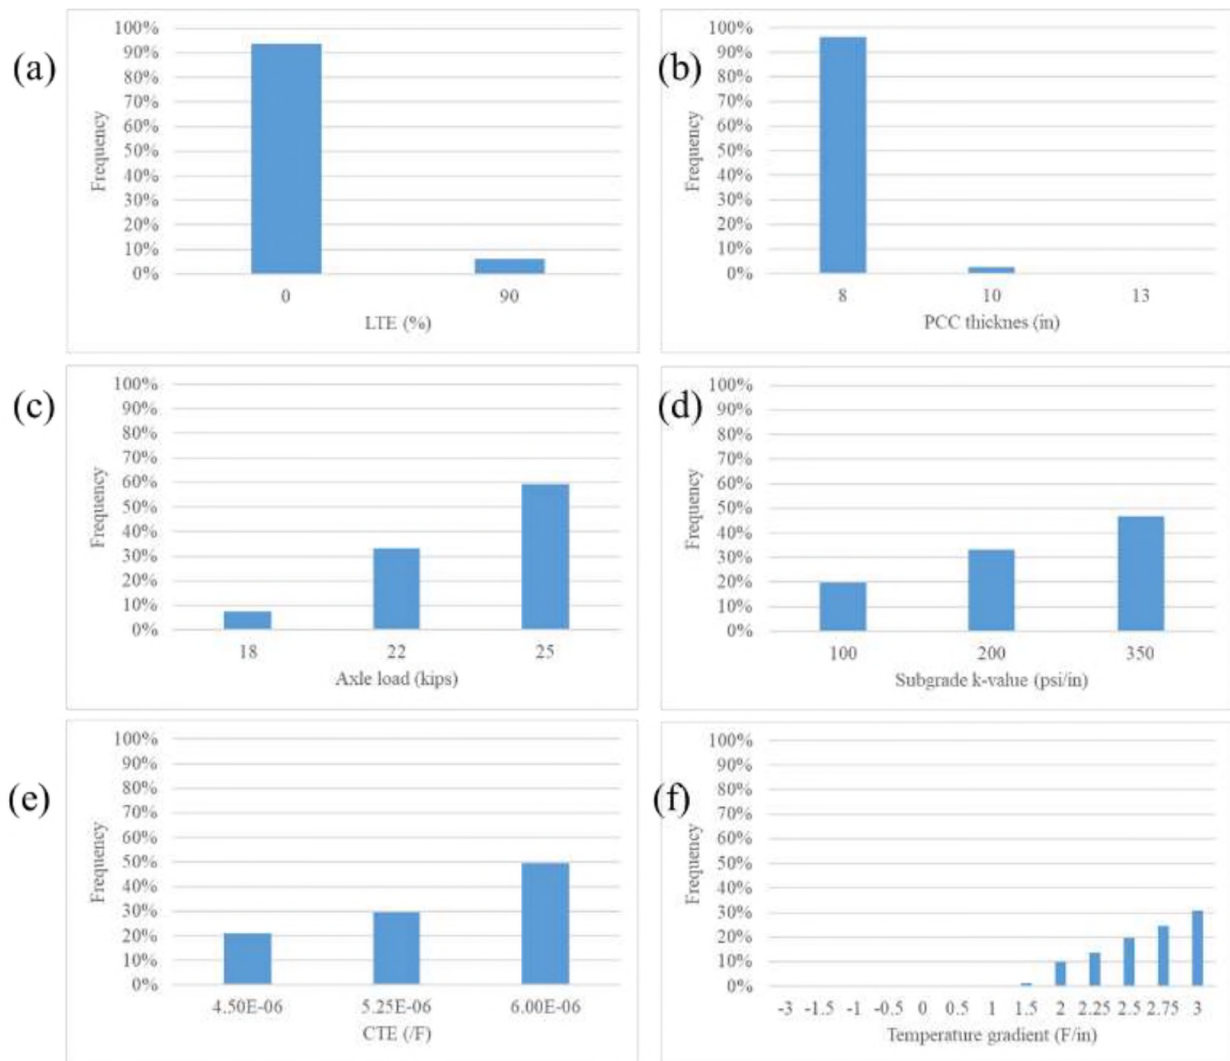 (a)
100%
90%
80%
70%
60%
50%
40%
30%
20%
10%
0%
Frequency
0 90
LTE (%)
(b)
100%
90%
80%
70%
60%
50%
40%
30%
20%
10%
0%
Frequency
8 10 13
PCC thicknes (in)
(c)
100%
90%
80%
70%
60%
50%
40%
30%
20%
10%
0%
Frequency
18 22 25
Axle load (kips)
(d)
100%
90%
80%
70%
60%
50%
40%
30%
20%
10%
0%
Frequency
100 200 350
Subgrade k-value (psi/in)
(e)
100%
90%
80%
70%
60%
50%
40%
30%
20%
10%
0%
Frequency
4.50E-06 5.25E-06 6.00E-06
CTE (/F)
(f)
100%
90%
80%
70%
60%
50%
40%
30%
20%
10%
0%
Frequency
-3 -1.5 -1 -0.5 0 0.5 1 1.5 2 2.25 2.5 2.75 3
Temperature gradient (F/in)